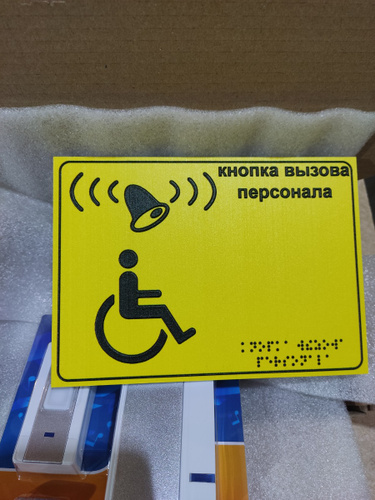 кнопка вызова
персонала
⠅⠝⠕⠏⠅⠁ ⠺⠮⠵⠕⠺⠁
⠏⠑⠗⠎⠕⠝⠁⠇⠁